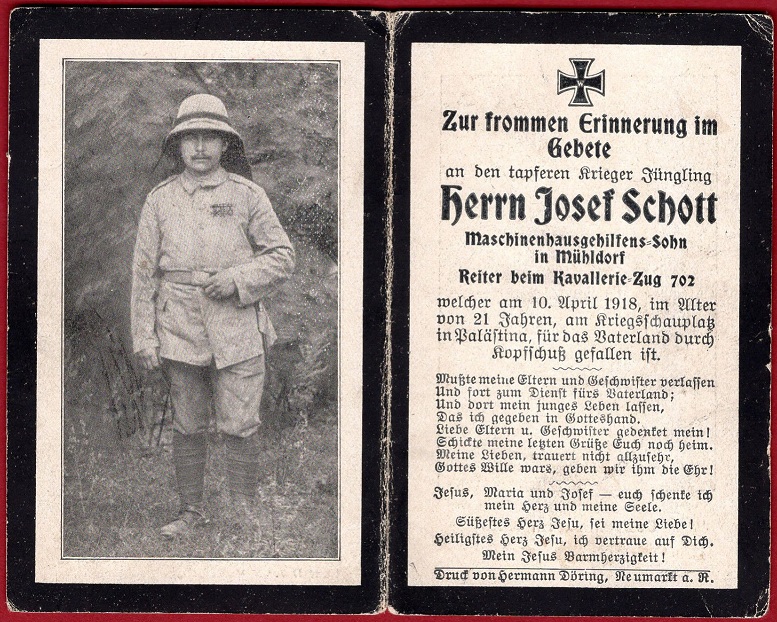 W
Zur frommen Erinnerung im
Gebete
an den tapferen Krieger Jüngling
Herrn Josef Schott
Maschinenhausgehilfens-Sohn
in Mühldorf
Reiter beim Kavallerie-Zug 702
welcher am 10. April 1918, im Alter
von 21 Jahren, am Kriegsschauplatz
in Palästina, für das Vaterland durch
Kopfschuß gefallen ist.
Mußte meine Eltern und Geschwister verlassen
Und fort zum Dienst fürs Vaterland;
Und dort mein junges Leben lassen,
Das ich gegeben in Gotteshand.
Liebe Eltern u. Geschwister gedenket mein!
Schickte meine letzten Grüße Euch noch heim.
Meine Lieben, trauert nicht allzusehr,
Gottes Wille wars, geben wir ihm die Ehr!
Jesus, Maria und Josef — euch schenke ich
mein Herz und meine Seele.
Süßestes Herz Jesu, sei meine Liebe!
Heiligstes Herz Jesu, ich vertraue auf Dich.
Mein Jesus Barmherzigkeit!
Druck von Hermann Döring, Neumarkt a. R.